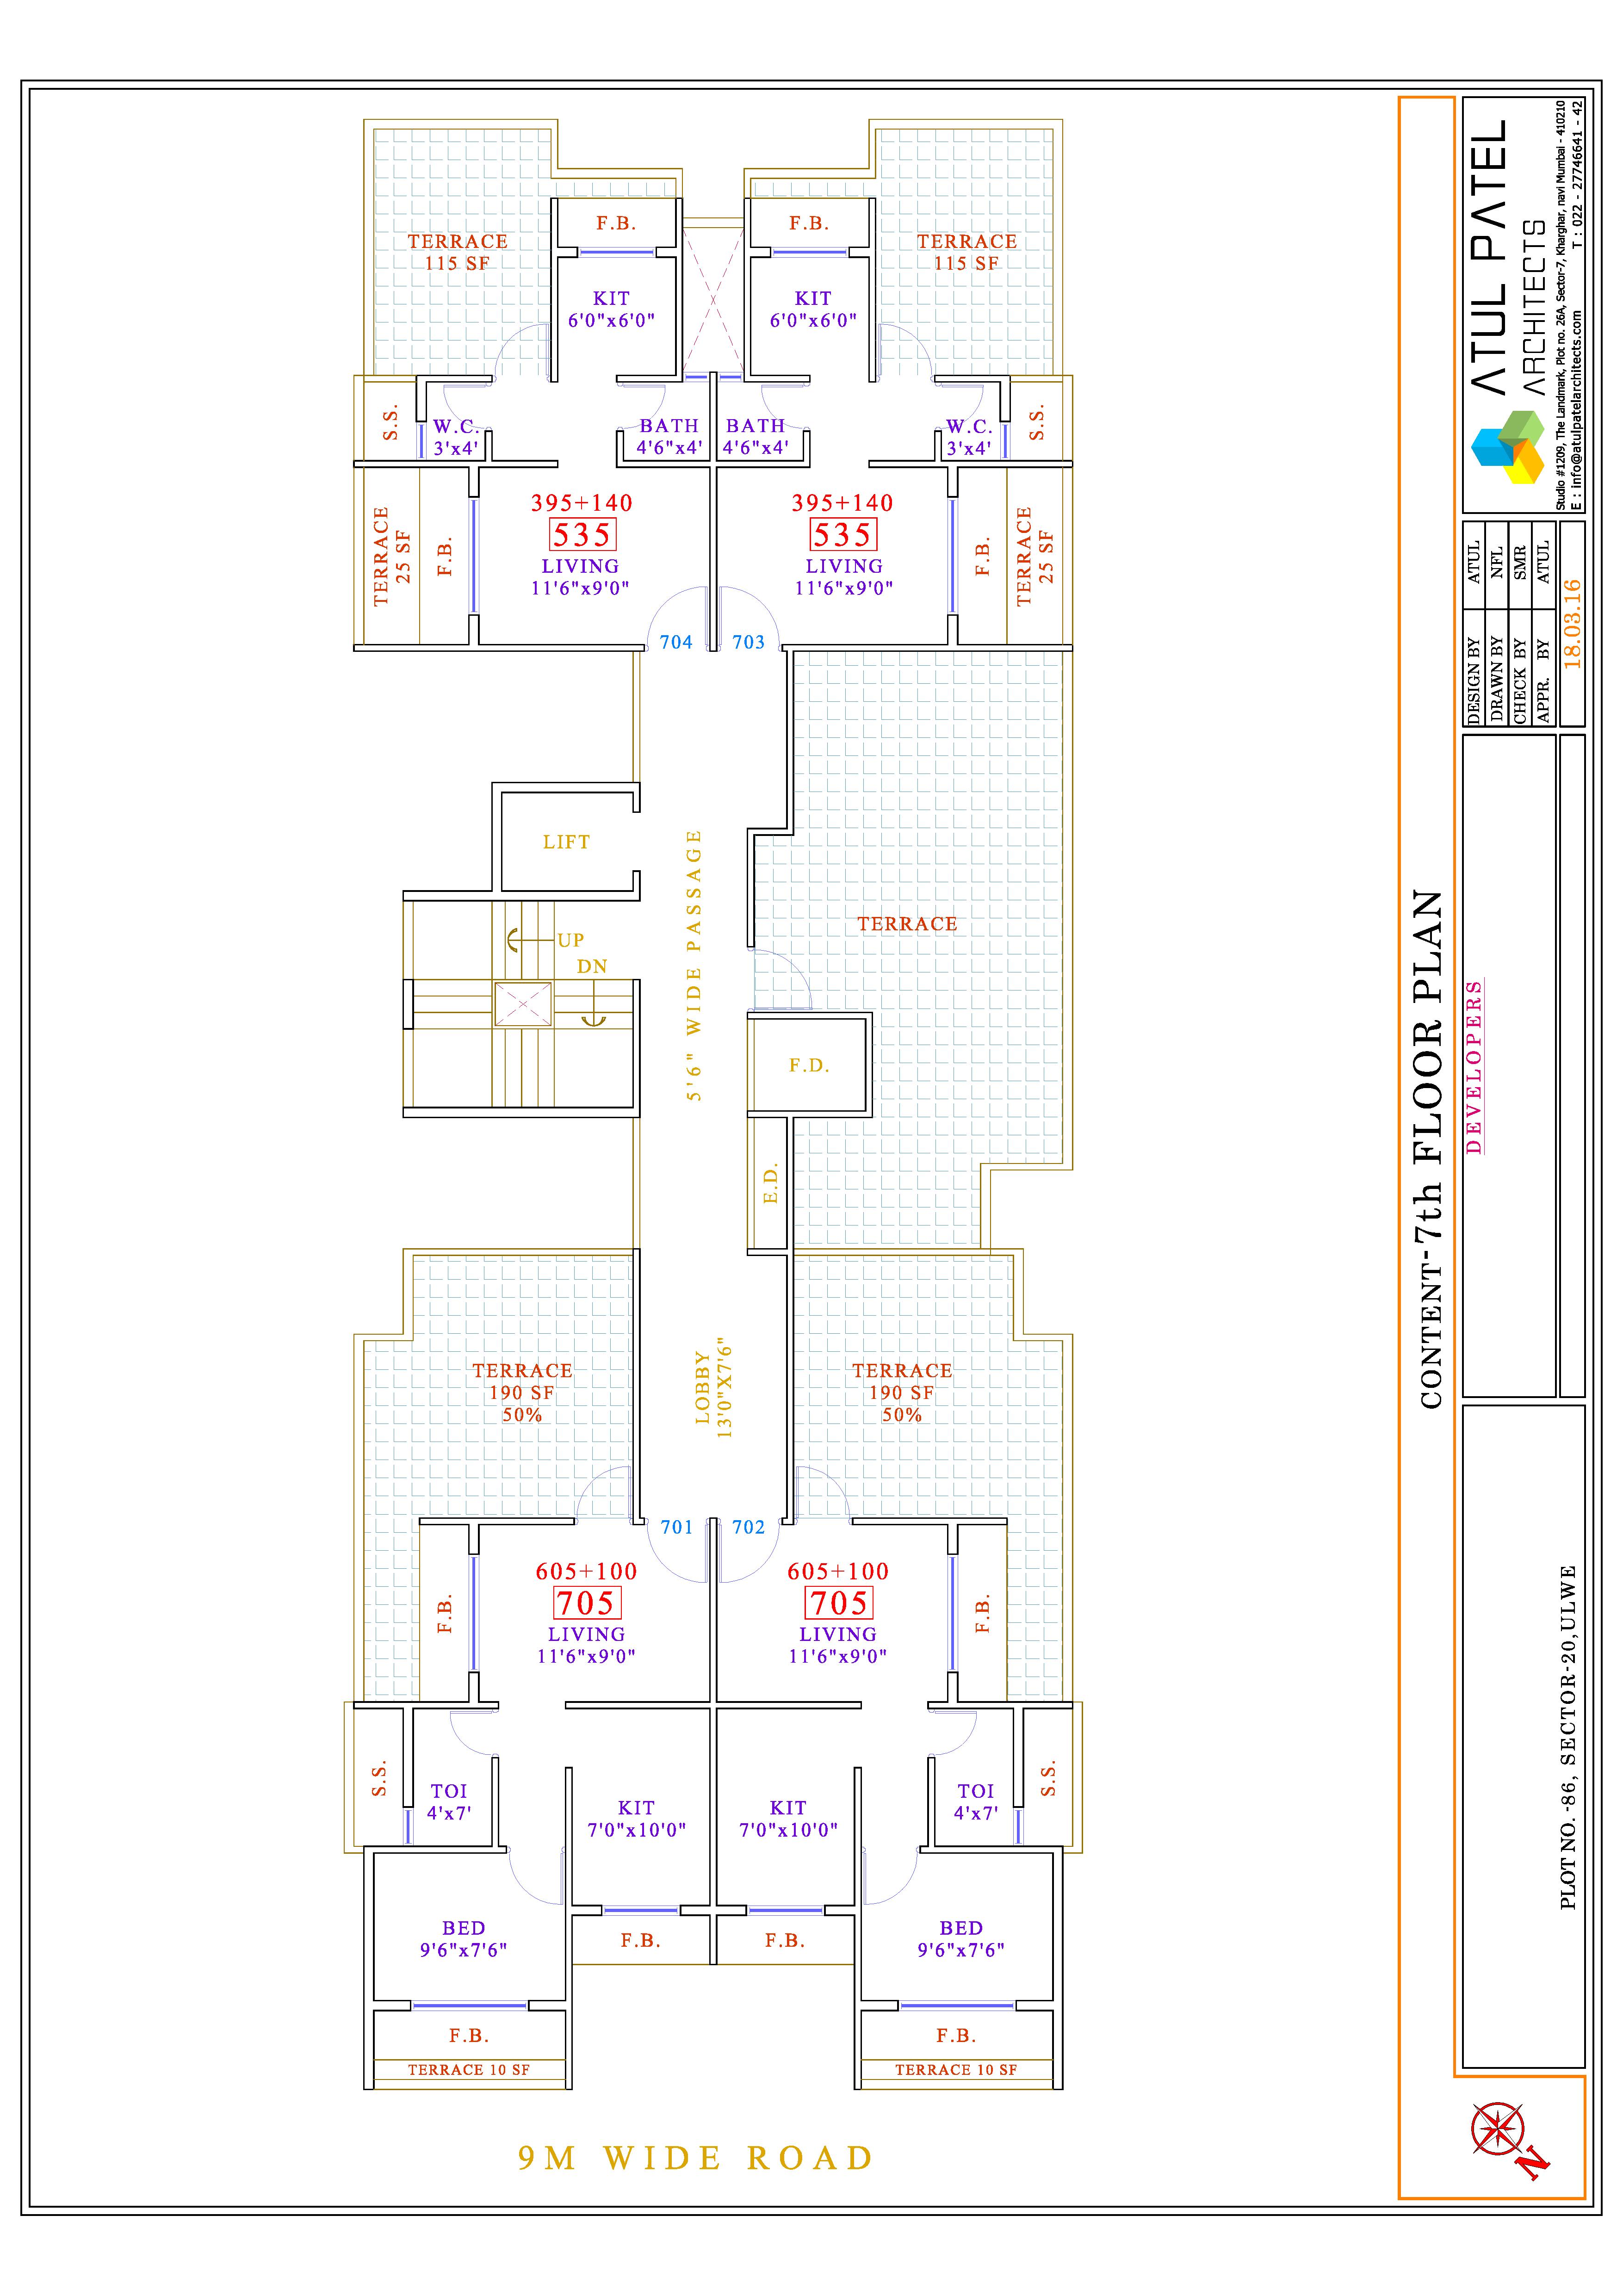 TERRACE
115 SF
F.B.
F.B.
TERRACE
115 SF
KIT
6'0"x6'0"
KIT
6'0"x6'0"
S.S.
W.C.
3'x4'
BATH
4'6"x4'
BATH
4'6"x4'
W.C.
3'x4'
S.S.
TERRACE
25 SF
F.B.
395+140
535
LIVING
11'6"x9'0"
395+140
535
LIVING
11'6"x9'0"
F.B.
TERRACE
25 SF
704
703
LIFT
5'6" WIDE PASSAGE
TERRACE
UP
DN
F.D.
E.D.
TERRACE
190 SF
50%
LOBBY
13'0"X7'6"
TERRACE
190 SF
50%
701
702
F.B.
605+100
705
LIVING
11'6"x9'0"
605+100
705
LIVING
11'6"x9'0"
F.B.
S.S.
TOI
4'x7'
KIT
7'0"x10'0"
KIT
7'0"x10'0"
TOI
4'x7'
S.S.
BED
9'6"x7'6"
F.B.
F.B.
BED
9'6"x7'6"
F.B.
TERRACE 10 SF
F.B.
TERRACE 10 SF
9M WIDE ROAD
CONTENT-7th FLOOR PLAN
ATUL PATEL
ARCHITECTS
Studio #1209, The Landmark, Plot no. 26A, Sector-7, Kharghar, navi Mumbai - 410210
E : info@atulpatelarchitects.com T : 022 - 27746641 - 42
DESIGN BY ATUL
DRAWN BY NFL
CHECK BY SMR
APPR. BY ATUL
18.03.16
DEVELOPERS
PLOT NO. -86, SECTOR-20,ULWE
N